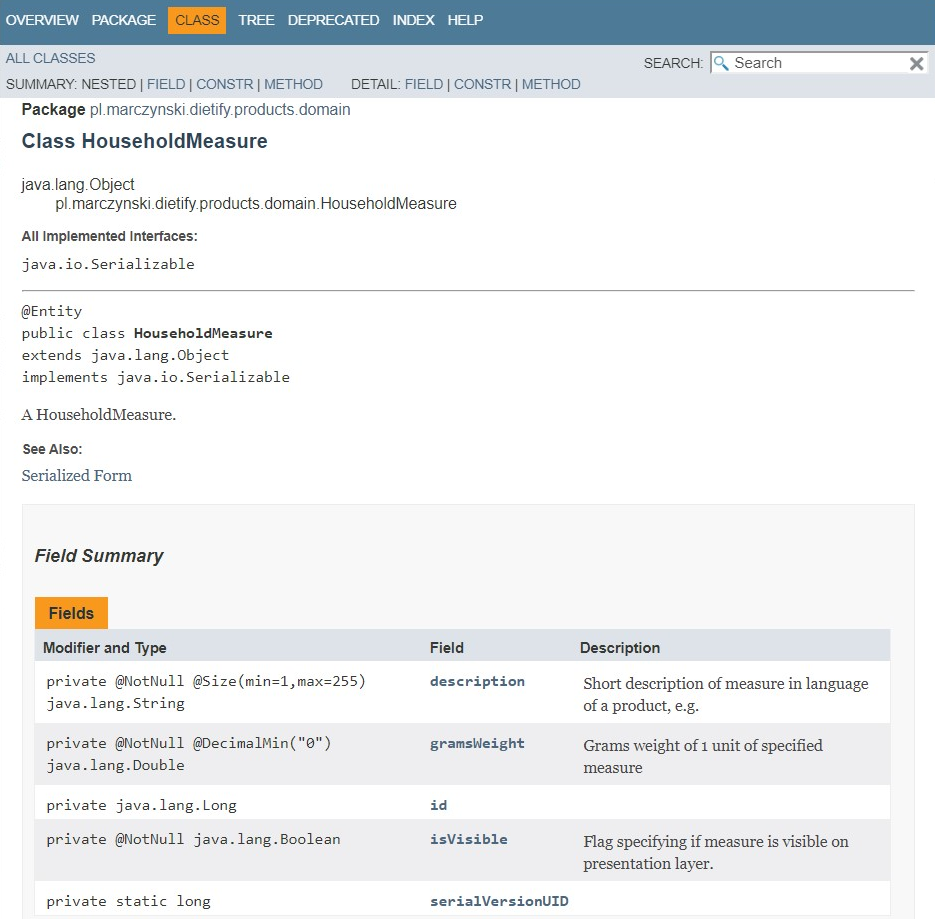 OVERVIEW PACKAGE CLASS TREE DEPRECATED INDEX HELP
ALL CLASSES
SEARCH: Search
SUMMARY: NESTED | FIELD | CONSTR | METHOD DETAIL: FIELD | CONSTR | METHOD
Package pl.marczynski.dietify.products.domain
Class HouseholdMeasure
java.lang.Object
pl.marczynski.dietify.products.domain.HouseholdMeasure
All Implemented Interfaces:
java.io.Serializable
@Entity
public class HouseholdMeasure
extends java.lang.Object
implements java.io.Serializable
A HouseholdMeasure.
See Also:
Serialized Form
Field Summary
Fields
Modifier and Type Field Description
private @NotNull @Size(min=1,max=255) description Short description of measure in language
java.lang.String of a product, e.g.
private @NotNull @DecimalMin("0") gramsWeight Grams weight of 1 unit of specified
java.lang.Double measure
private java.lang.Long id
private @NotNull java.lang.Boolean isVisible Flag specifying if measure is visible on
presentation layer.
private static long serialVersionUID